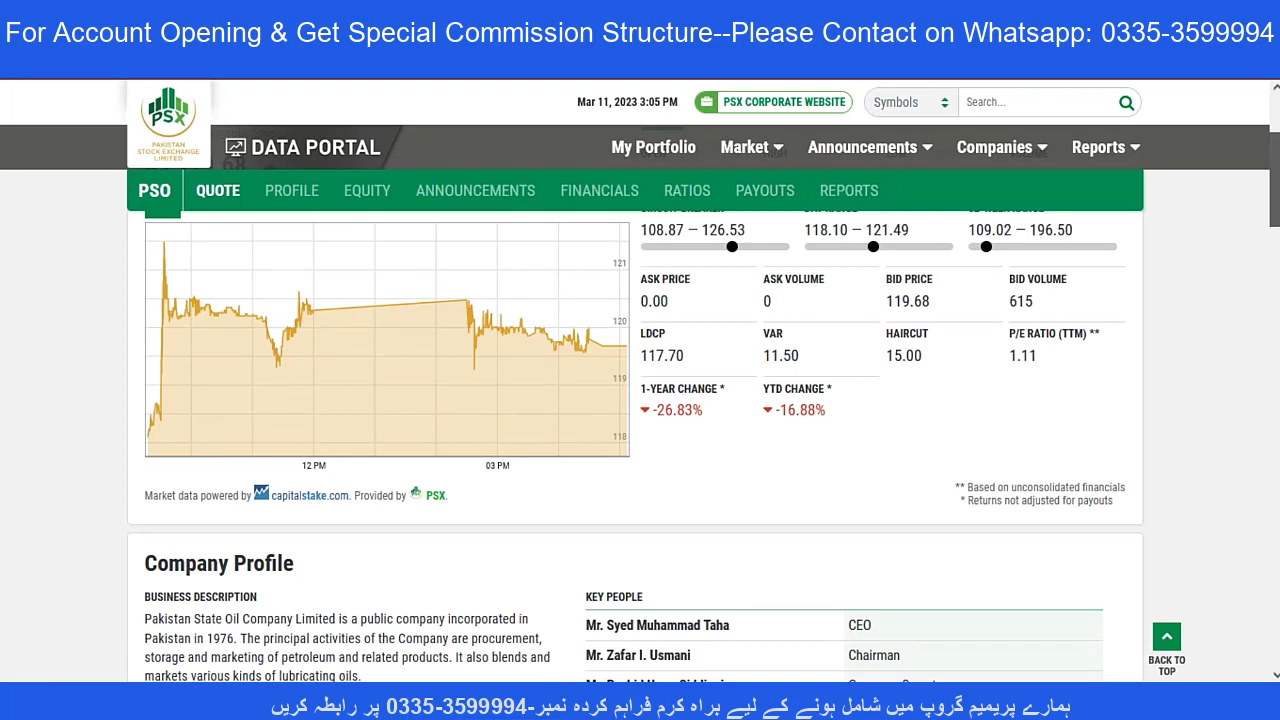 For Account Opening & Get Special Commission Structure--Please Contact on Whatsapp: 0335-3599994
Mar 11, 2023 3:05 PM
PSX CORPORATE WEBSITE
Symbols
Search...
PSX
PAKISTAN
STOCK EXCHANGE
LIMITED
DATA PORTAL
My Portfolio Market Announcements Companies Reports
PSO QUOTE PROFILE EQUITY ANNOUNCEMENTS FINANCIALS RATIOS PAYOUTS REPORTS
108.87 — 126.53 118.10 — 121.49 109.02 — 196.50
121
120
119
118
12 PM 03 PM
ASK PRICE ASK VOLUME BID PRICE BID VOLUME
0.00 0 119.68 615
LDCP VAR HAIRCUT P/E RATIO (TTM) **
117.70 11.50 15.00 1.11
1-YEAR CHANGE * YTD CHANGE *
-26.83% -16.88%
Market data powered by capitalstake.com. Provided by PSX.
** Based on unconsolidated financials
* Returns not adjusted for payouts
Company Profile
BUSINESS DESCRIPTION
Pakistan State Oil Company Limited is a public company incorporated in
Pakistan in 1976. The principal activities of the Company are procurement,
storage and marketing of petroleum and related products. It also blends and
markets various kinds of lubricating oils.
KEY PEOPLE
Mr. Syed Muhammad Taha CEO
Mr. Zafar I. Usmani Chairman
BACK TO
TOP
ہمارے پریمیم گروپ میں شامل ہونے کے لیے براہ کرم فراہم کردہ نمبر-0335-3599994 پر رابطہ کریں